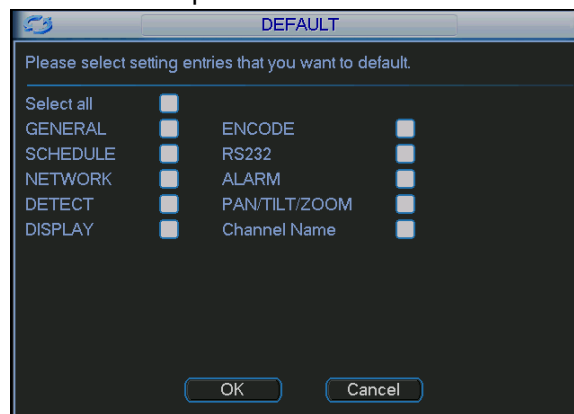 DEFAULT
Please select setting entries that you want to default.
Select all
GENERAL ENCODE
SCHEDULE RS232
NETWORK ALARM
DETECT PAN/TILT/ZOOM
DISPLAY Channel Name
OK Cancel